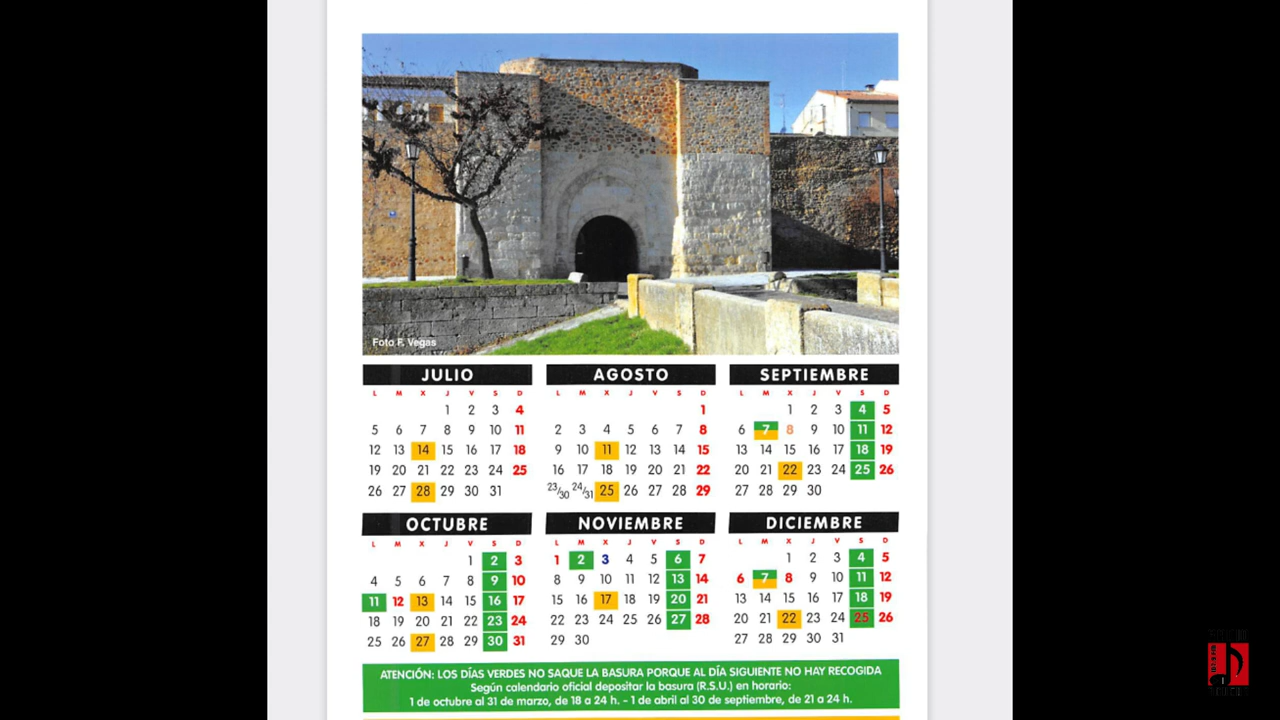 Foto F. Vegas
JULIO
L M X J V S D
1 2 3 4
5 6 7 8 9 10 11
12 13 14 15 16 17 18
19 20 21 22 23 24 25
26 27 28 29 30 31
AGOSTO
L M X J V S D
1
2 3 4 5 6 7 8
9 10 11 12 13 14 15
16 17 18 19 20 21 22
23/30 24/31 25 26 27 28 29
SEPTIEMBRE
L M X J V S D
1 2 3 4 5
6 7 8 9 10 11 12
13 14 15 16 17 18 19
20 21 22 23 24 25 26
27 28 29 30
OCTUBRE
L M X J V S D
1 2 3
4 5 6 7 8 9 10
11 12 13 14 15 16 17
18 19 20 21 22 23 24
25 26 27 28 29 30 31
NOVIEMBRE
L M X J V S D
1 2 3 4 5 6 7
8 9 10 11 12 13 14
15 16 17 18 19 20 21
22 23 24 25 26 27 28
29 30
DICIEMBRE
L M X J V S D
1 2 3 4 5
6 7 8 9 10 11 12
13 14 15 16 17 18 19
20 21 22 23 24 25 26
27 28 29 30 31
ATENCIÓN: LOS DÍAS VERDES NO SAQUE LA BASURA PORQUE AL DÍA SIGUIENTE NO HAY RECOGIDA
Según calendario oficial depositar la basura (R.S.U.) en horario:
1 de octubre al 31 de marzo, de 18 a 24 h. - 1 de abril al 30 de septiembre, de 21 a 24 h.